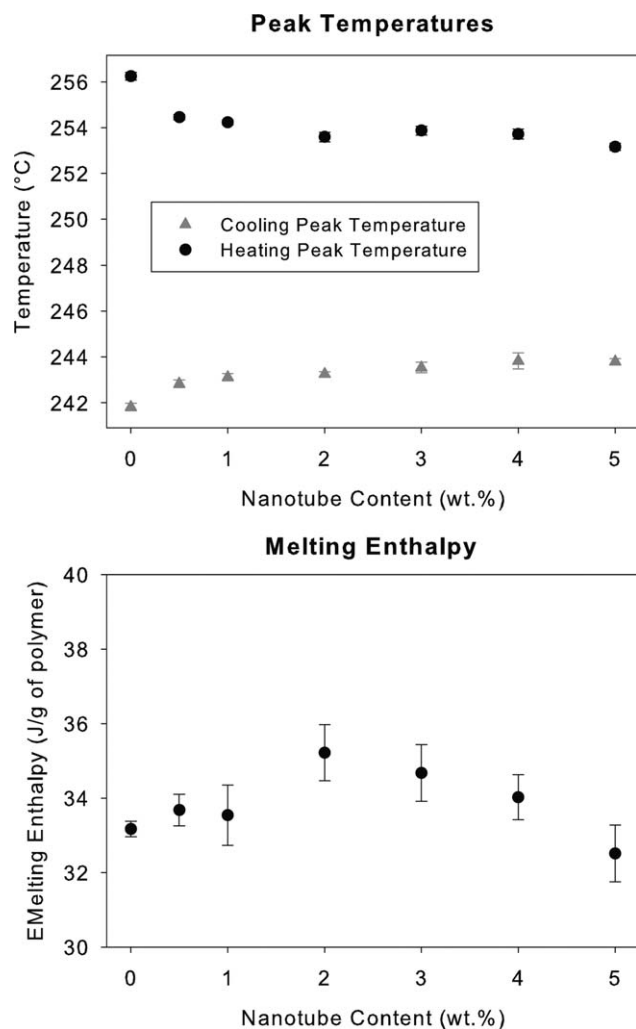 Peak Temperatures
256
254
252
250
248
246
244
242
Temperature (°C)
Cooling Peak Temperature
Heating Peak Temperature
0 1 2 3 4 5
Nanotube Content (wt.%)
Melting Enthalpy
40
38
36
34
32
30
EMelting Enthalpy (J/g of polymer)
0 1 2 3 4 5
Nanotube Content (wt.%)